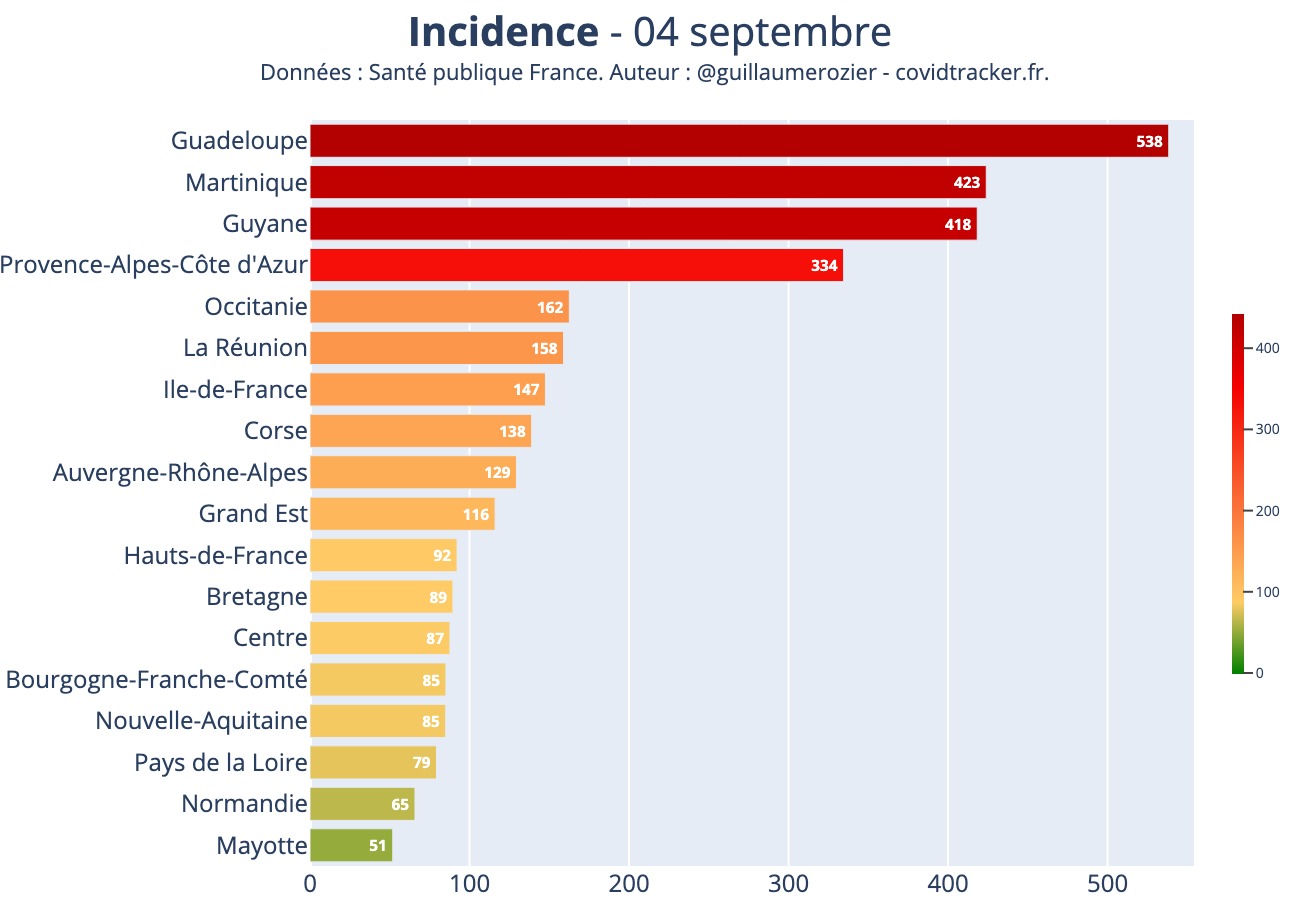 Incidence - 04 septembre
Données : Santé publique France. Auteur : @guillaumerozier - covidtracker.fr.
Guadeloupe 538
Martinique 423
Guyane 418
Provence-Alpes-Côte d'Azur 334
Occitanie 162
La Réunion 158
Ile-de-France 147
Corse 138
Auvergne-Rhône-Alpes 129
Grand Est 116
Hauts-de-France 92
Bretagne 89
Centre 87
Bourgogne-Franche-Comté 85
Nouvelle-Aquitaine 85
Pays de la Loire 79
Normandie 65
Mayotte 51
0 100 200 300 400 500
400
300
200
100
0